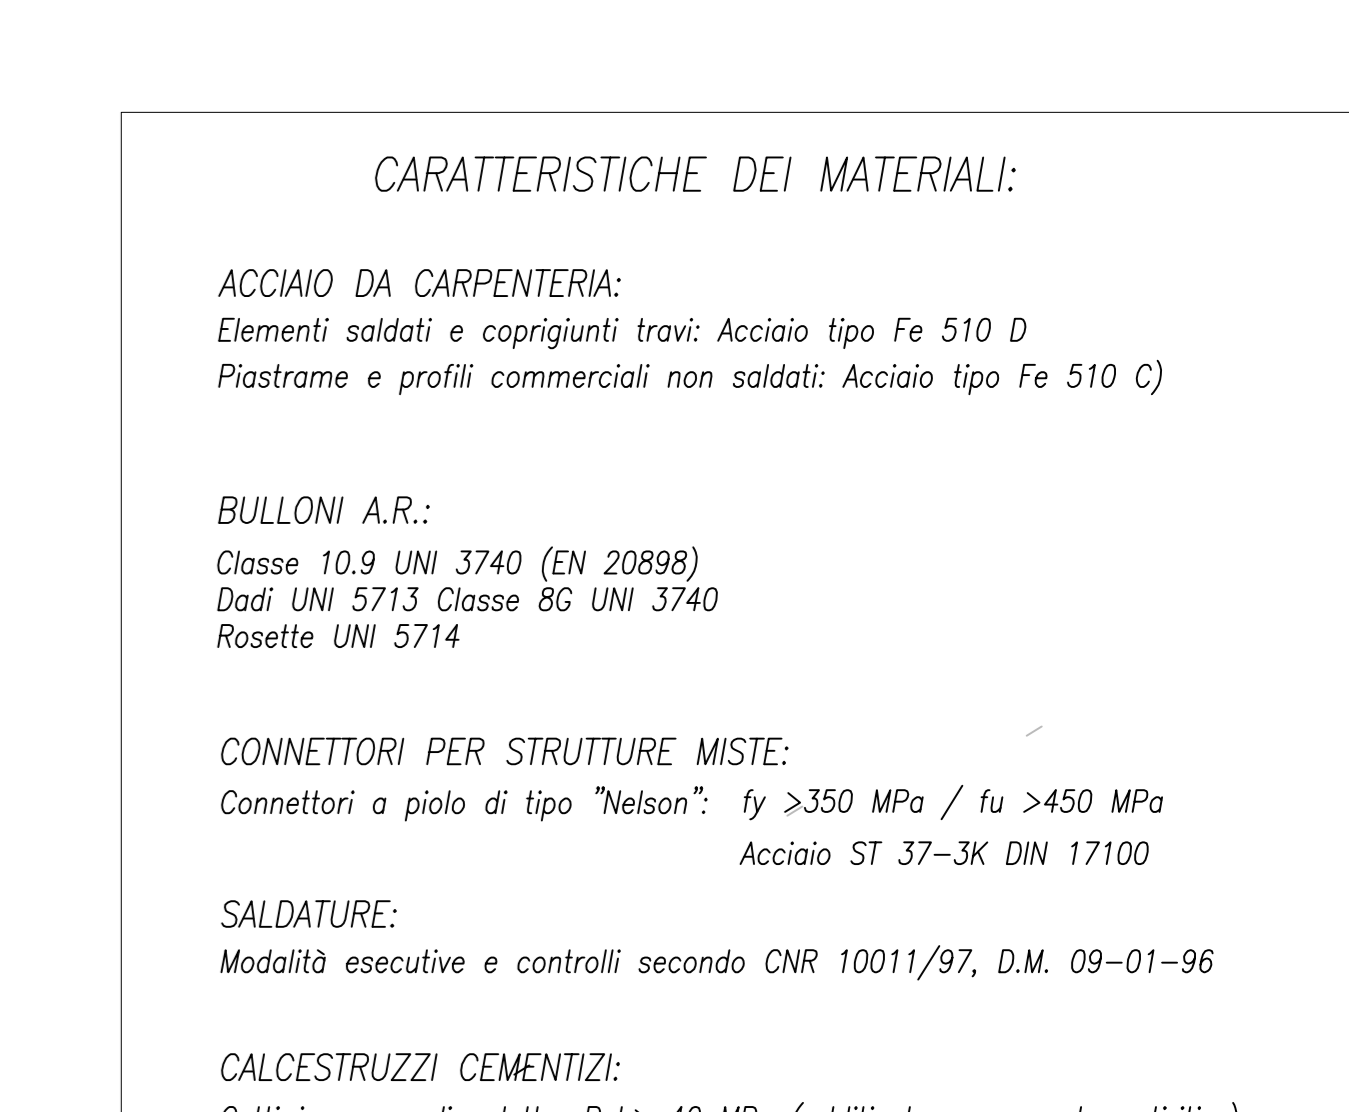 CARATTERISTICHE DEI MATERIALI:
ACCIAIO DA CARPENTERIA:
Elementi saldati e coprigiunti travi: Acciaio tipo Fe 510 D
Piastrame e profili commerciali non saldati: Acciaio tipo Fe 510 C)
BULLONI A.R.:
Classe 10.9 UNI 3740 (EN 20898)
Dadi UNI 5713 Classe 8G UNI 3740
Rosette UNI 5714
CONNETTORI PER STRUTTURE MISTE:
Connettori a piolo di tipo "Nelson": fy >350 MPa / fu >450 MPa
Acciaio ST 37-3K DIN 17100
SALDATURE:
Modalità esecutive e controlli secondo CNR 10011/97, D.M. 09-01-96
CALCESTRUZZI CEMENTIZI: